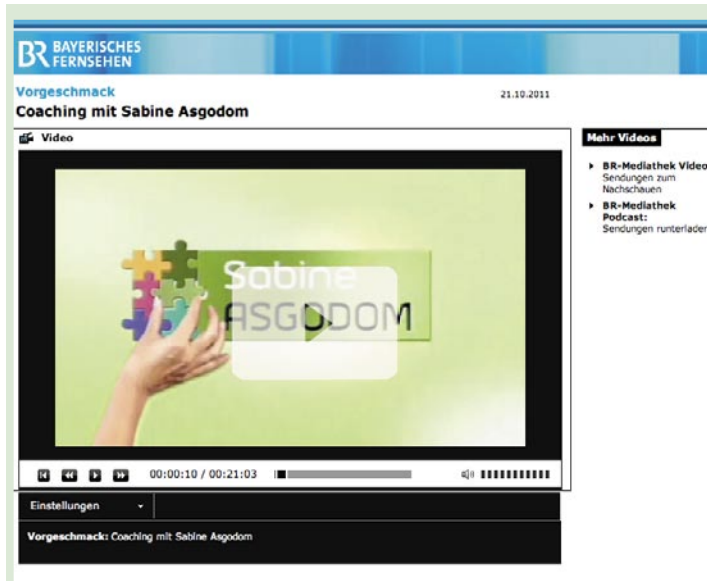 BR BAYERISCHES
FERNSEHEN
Vorgeschmack
21.10.2011
Coaching mit Sabine Asgodom
Video
Sabine
ASGODOM
00:00:10 / 00:21:03
Einstellungen
Vorgeschmack: Coaching mit Sabine Asgodom
Mehr Videos
BR-Mediathek Video
Sendungen zum
Nachschauen
BR-Mediathek
Podcast:
Sendungen runterladen